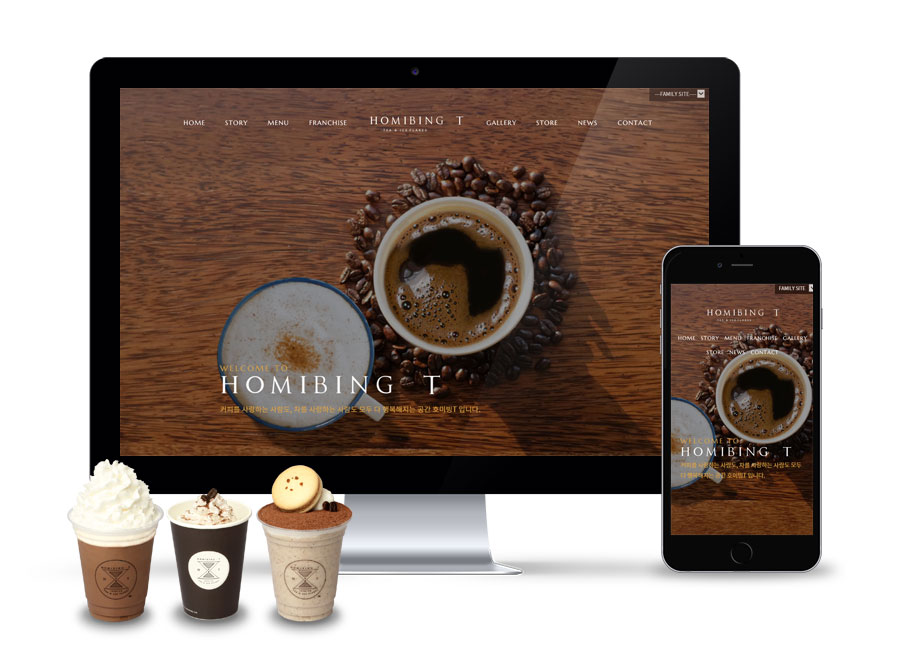 ---FAMILY SITE---
HOME STORY MENU FRANCHISE HOMIBING T GALLERY STORE NEWS CONTACT
TEA & ICEFLAKES
WELCOME TO
HOMIBING T
커피를 사랑하는 사람도, 차를 사랑하는 사람도 모두 더 행복해지는 공간 호미빙T 입니다.
FAMILY SITE
HOMIBING T
TEA & ICEFLAKES
HOME STORY MENU FRANCHISE GALLERY
STORE NEWS CONTACT
WELCOME TO
HOMIBING T
커피를 사랑하는 사람도, 차를 사랑하는 사람도 모두
더 행복해지는 공간 호미빙T 입니다.
HOMIBING T